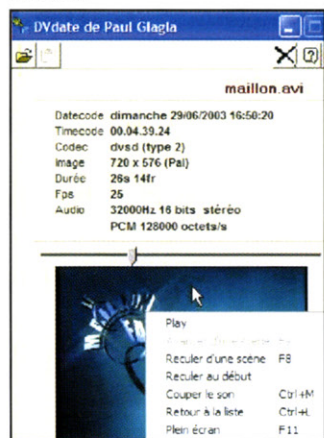 DVdate de Paul Glagla
maillon.avi
Datecode dimanche 29/06/2003 16:50:20
Timecode 00.04.39.24
Codec dvsd (type 2)
Image 720 x 576 (Pal)
Durée 26s 14fr
Fps 25
Audio 32000Hz 16 bits stéréo
PCM 128000 octets/s
Play
Reculer d'une scène F8
Reculer au début
Couper le son Ctrl+M
Retour à la liste Ctrl+L
Plein écran F11